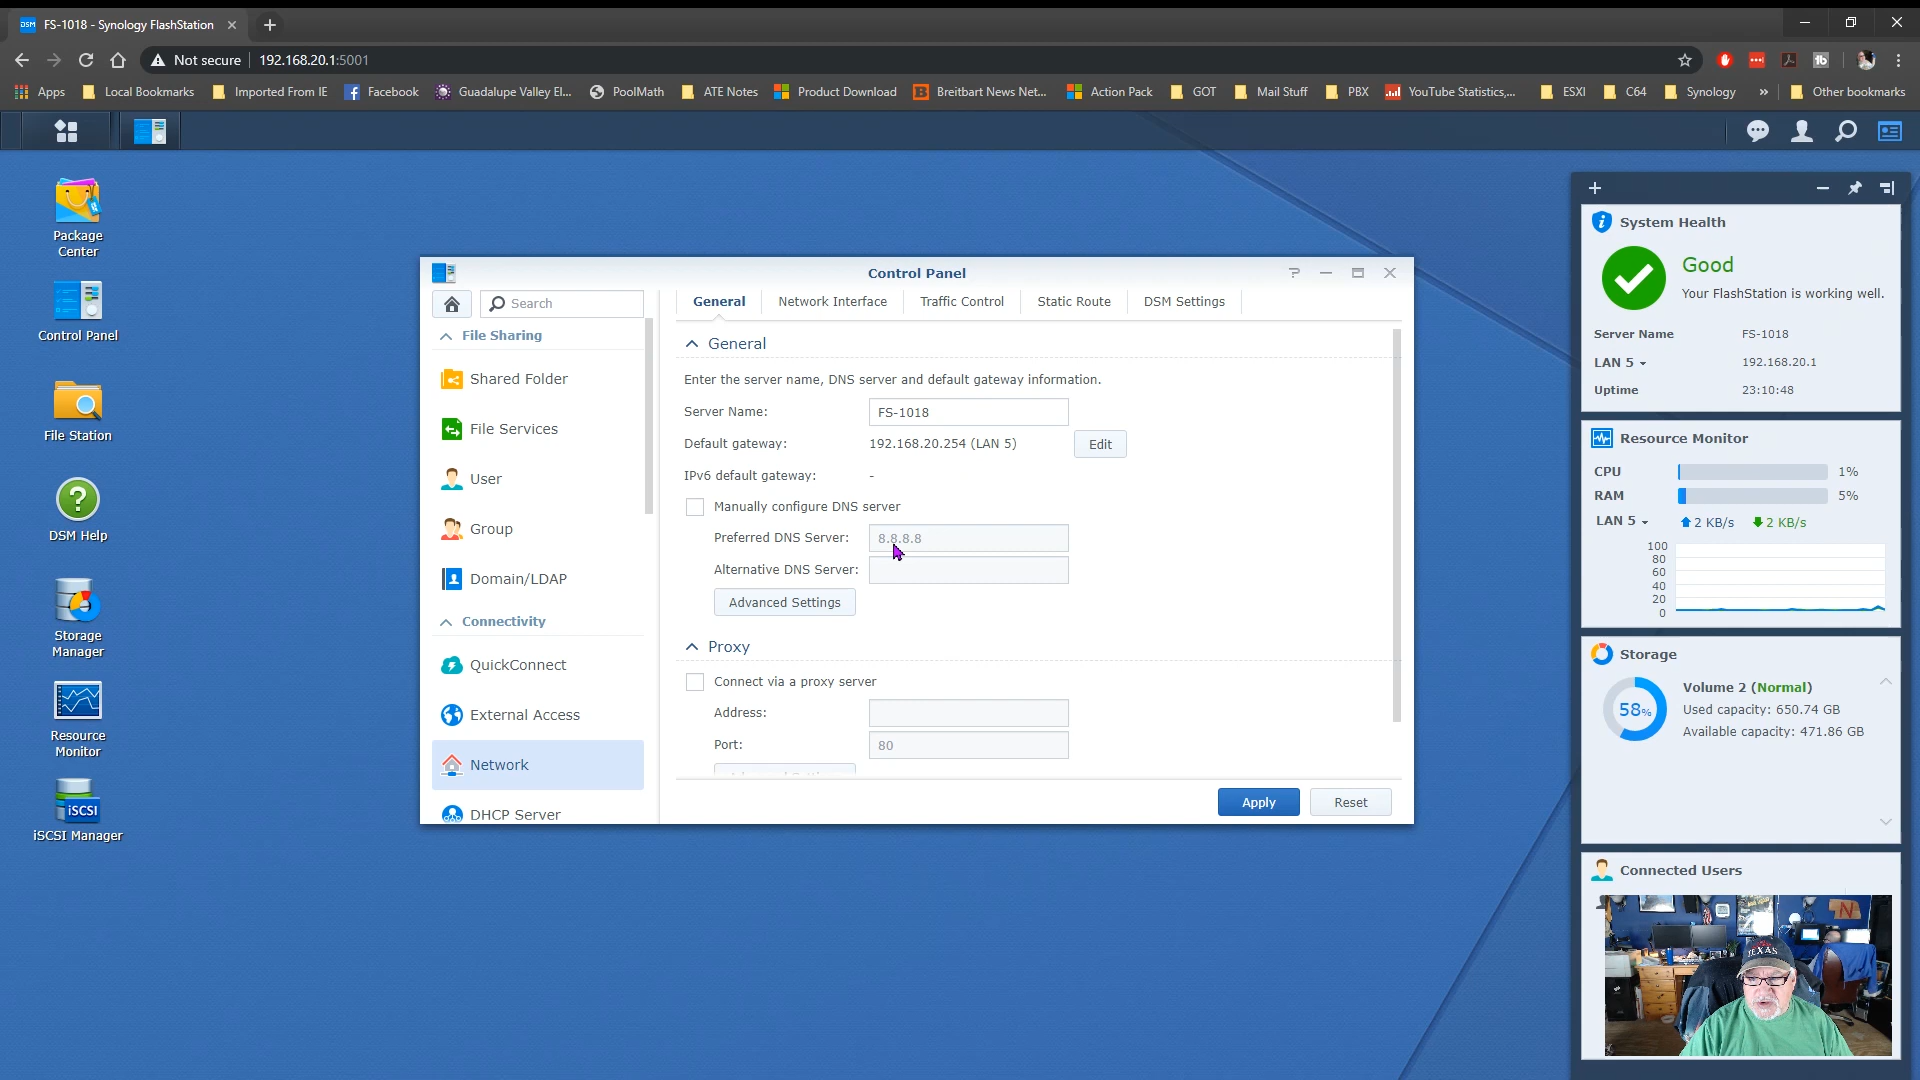 FS-1018 - Synology FlashStation
Not secure
192.168.20.1:5001
Apps
Local Bookmarks
Imported From IE
Facebook
Guadalupe Valley El...
PoolMath
ATE Notes
Product Download
Breitbart News Net...
Action Pack
GOT
Mail Stuff
PBX
YouTube Statistics,...
ESXI
C64
Synology
»
Other bookmarks
Package
Center
Control Panel
File Station
DSM Help
Storage
Manager
Resource
Monitor
iSCSI
iSCSI Manager
Control Panel
Search
File Sharing
Shared Folder
File Services
User
Group
Domain/LDAP
Connectivity
QuickConnect
External Access
Network
DHCP Server
General
Network Interface
Traffic Control
Static Route
DSM Settings
General
Enter the server name, DNS server and default gateway information.
Server Name: FS-1018
Default gateway: 192.168.20.254 (LAN 5) Edit
IPv6 default gateway: -
Manually configure DNS server
Preferred DNS Server: 8.8.8.8
Alternative DNS Server:
Advanced Settings
Proxy
Connect via a proxy server
Address:
Port: 80
Apply
Reset
System Health
Good
Your FlashStation is working well.
Server Name FS-1018
LAN 5 192.168.20.1
Uptime 23:10:48
Resource Monitor
CPU 1%
RAM 5%
LAN 5 2 KB/s 2 KB/s
100
80
60
40
20
0
Storage
58%
Volume 2 (Normal)
Used capacity: 650.74 GB
Available capacity: 471.86 GB
Connected Users
N
TEXAS